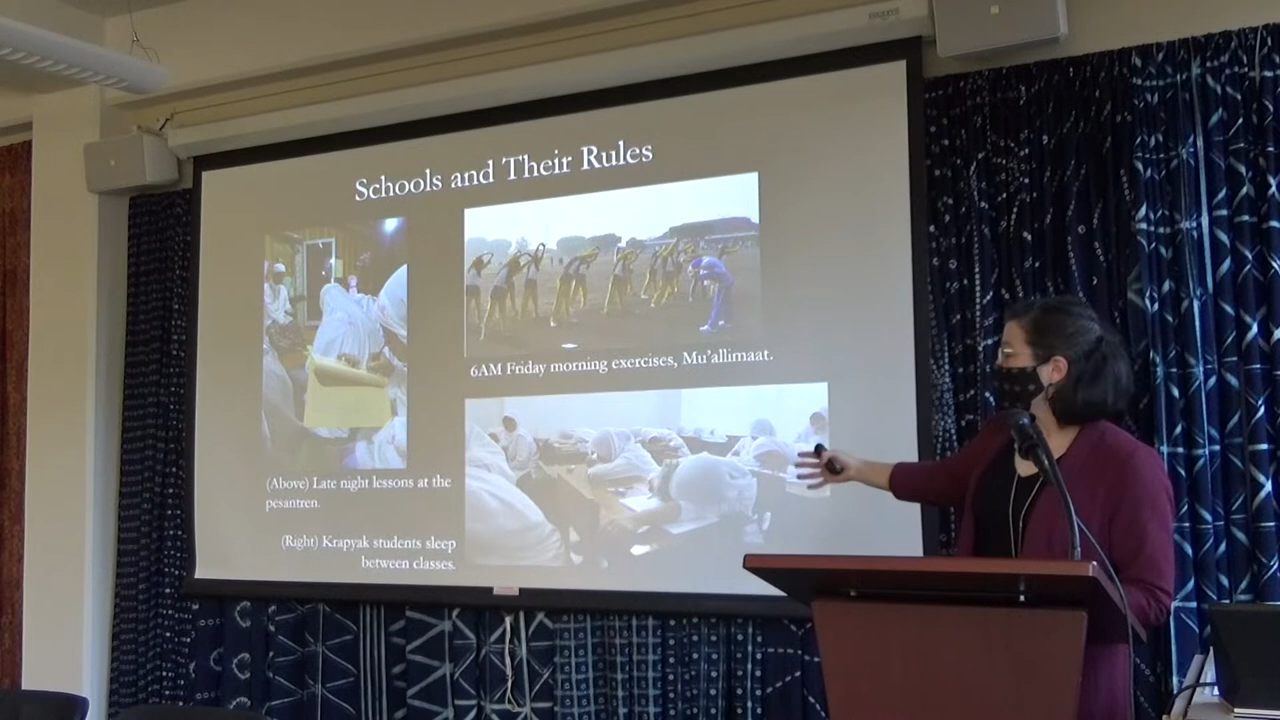 Schools and Their Rules
6AM Friday morning exercises, Mu'allimaat.
(Above) Late night lessons at the
pesantren.
(Right) Krapyak students sleep
between classes.